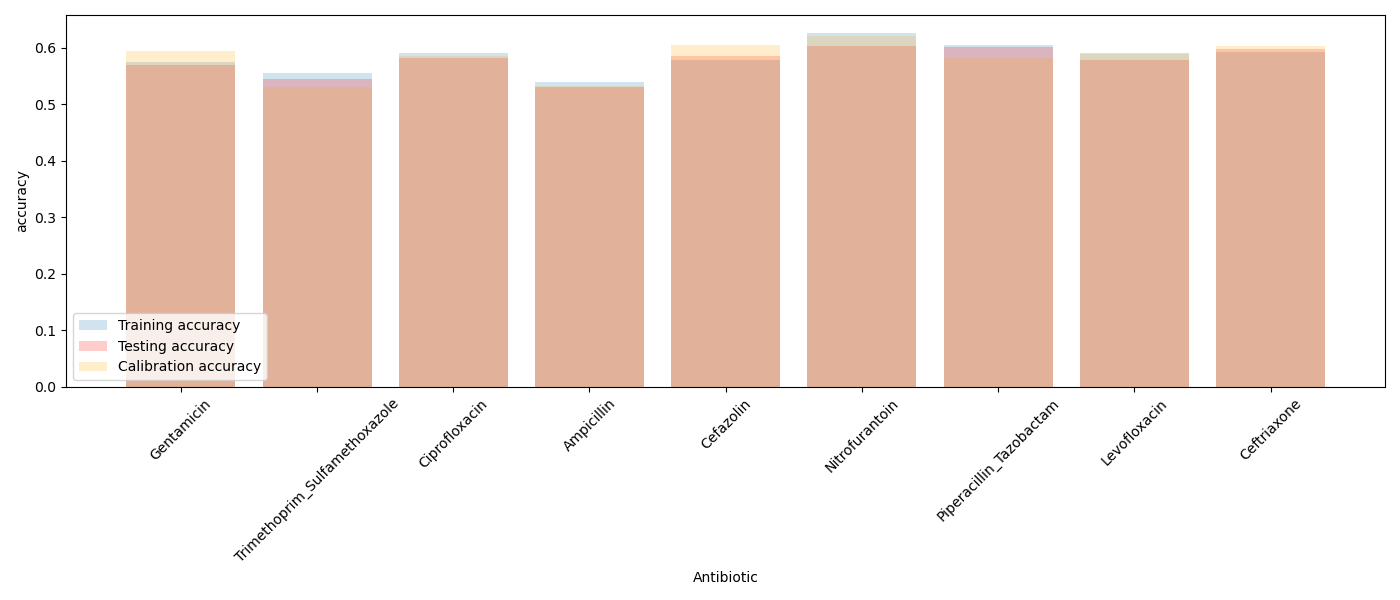 accuracy
0.6
0.5
0.4
0.3
0.2
0.1
0.0
Training accuracy
Testing accuracy
Calibration accuracy
Gentamicin
Trimethoprim_Sulfamethoxazole
Ciprofloxacin
Ampicillin
Cefazolin
Nitrofurantoin
Piperacillin_Tazobactam
Levofloxacin
Ceftriaxone
Antibiotic